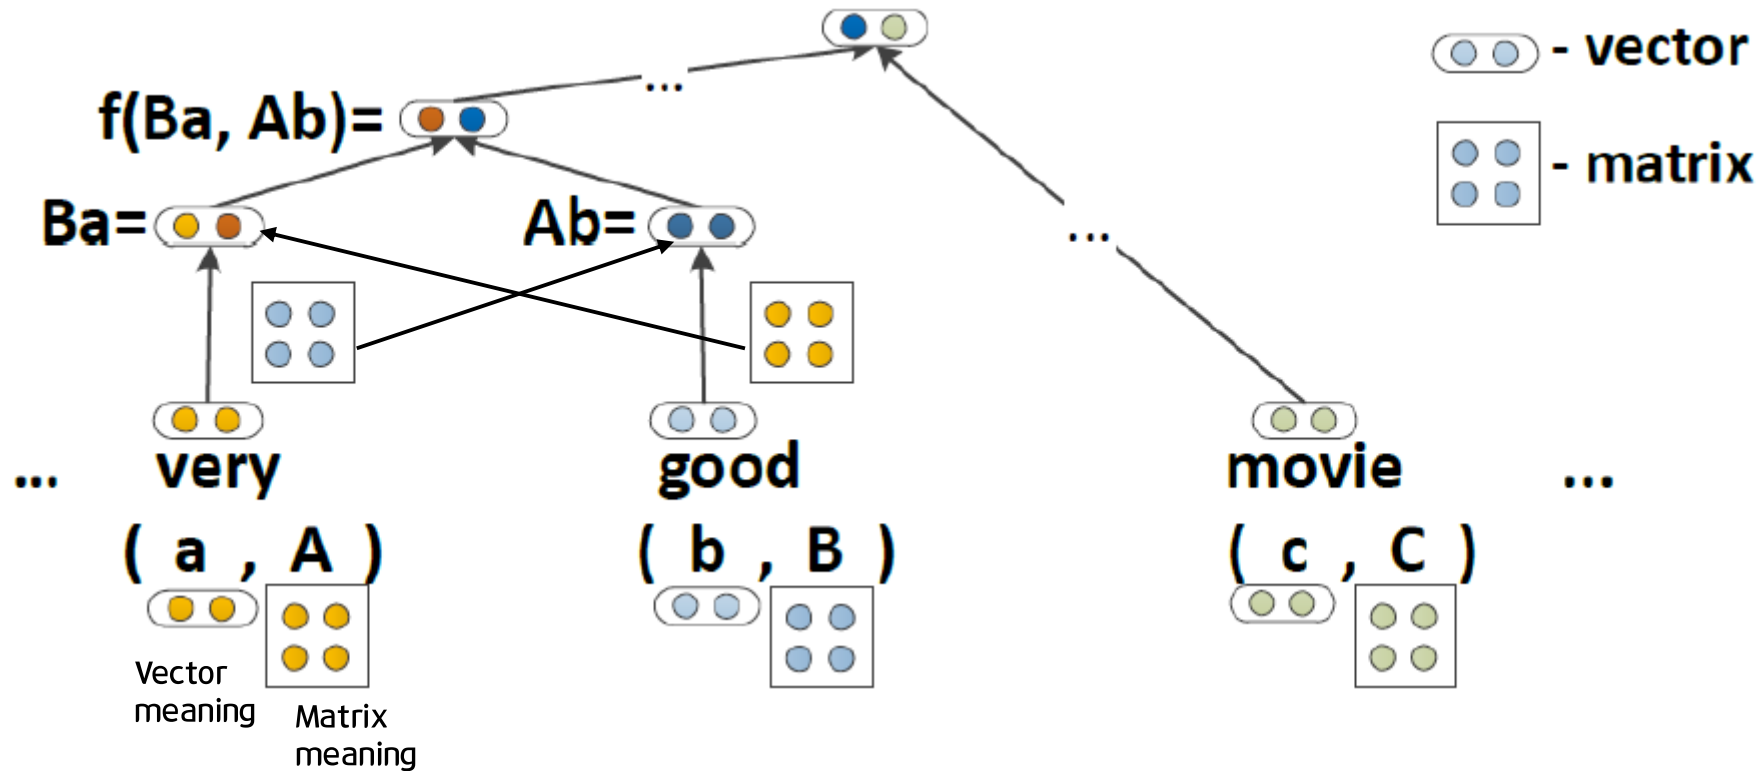 ...
- vector
f(Ba, Ab)=
- matrix
Ba=
Ab=
...
... very good movie ...
( a , A ) ( b , B ) ( c , C )
Vector
meaning
Matrix
meaning